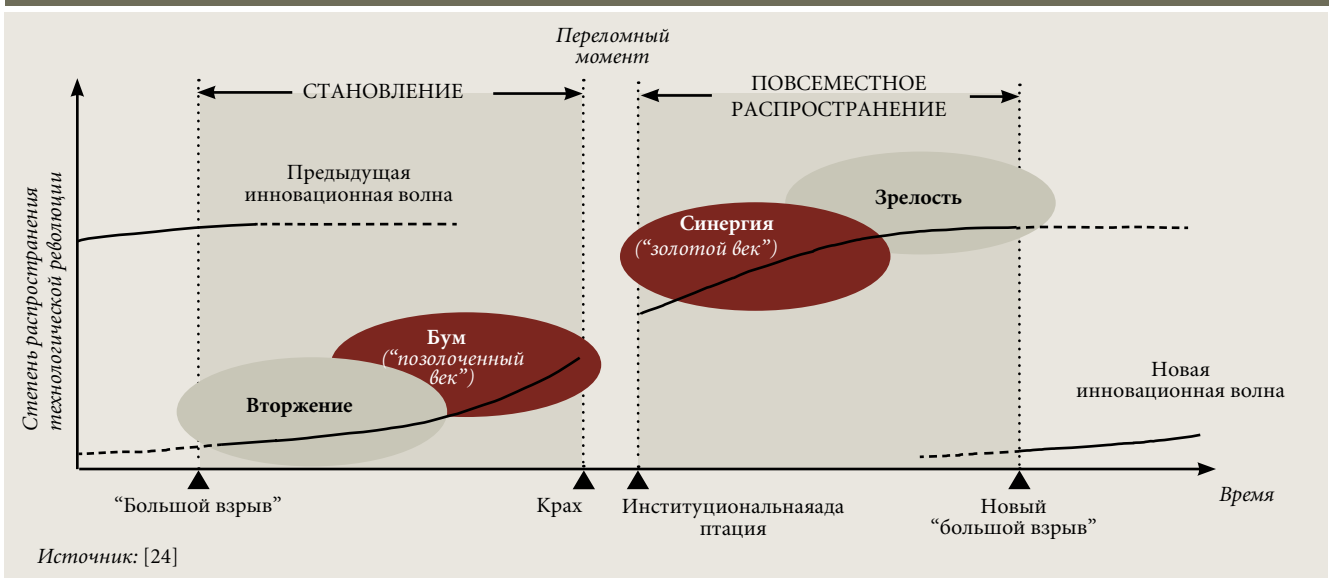 Переломный
момент
СТАНОВЛЕНИЕ
ПОВСЕМЕСТНОЕ
РАСПРОСТРАНЕНИЕ
Степень распространения
технологической революции
Предыдущая
инновационная волна
Зрелость
Синергия
(“золотой век”)
Бум
(“позолоченный
век”)
Вторжение
Новая
инновационная волна
“Большой взрыв”
Крах
Институциональнаяада
птация
Новый
“большой взрыв”
Время
Источник: [24]